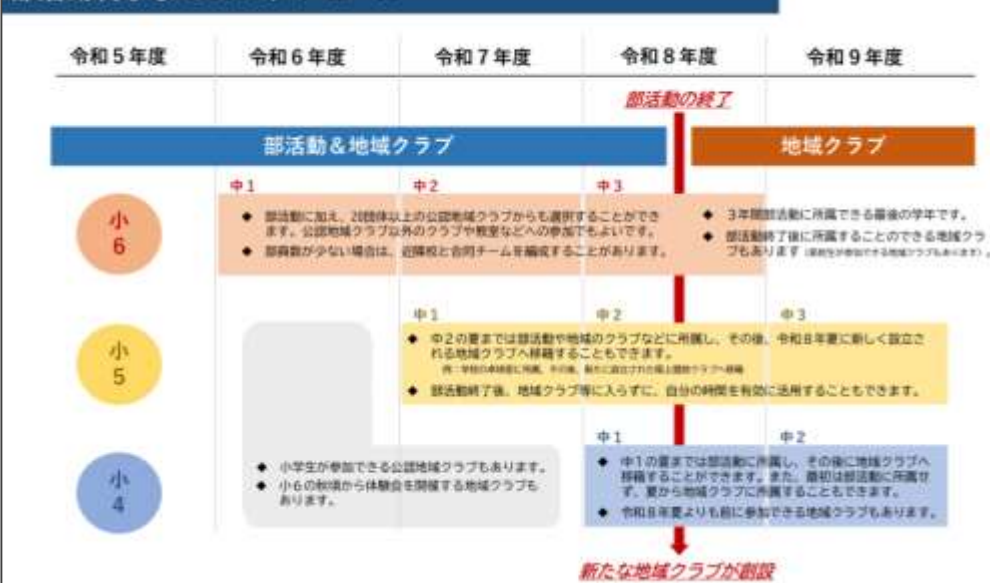 令和5年度
令和6年度
令和7年度
令和8年度
令和9年度
部活動の終了
部活動&地域クラブ
地域クラブ
小
6
中1
中2
中3
◆ 部活動に加え、20団体以上の公認地域クラブからも選択することができ
ます。公認地域クラブ以外のクラブや教室などへの参加でもよいです。
◆ 部員数が少ない場合は、近隣校と合同チームを編成することがあります。
◆ 3年間部活動に所属できる最後の学年です。
◆ 部活動終了後に所属することのできる地域クラ
ブもあります(高校生が参加できる地域クラブもあります)。
小
5
中1
中2
中3
◆ 中2の夏までは部活動や地域のクラブなどに所属し、その後、令和8年夏に新しく設立さ
れる地域クラブへ移籍することもできます。
◆ 部活動終了後、地域クラブ等に入らずに、自分の時間を有効に活用することもできます。
小
4
◆ 小学生が参加できる公認地域クラブもあります。
◆ 小6の秋頃から体験会を開催する地域クラブも
あります。
中1
中2
◆ 中1の夏までは部活動に所属し、その後に地域クラブへ
移籍することができます。また、最初は部活動に所属せ
ず、夏から地域クラブに所属することもできます。
◆ 令和8年夏よりも前に参加できる地域クラブもあります。
新たな地域クラブが創設